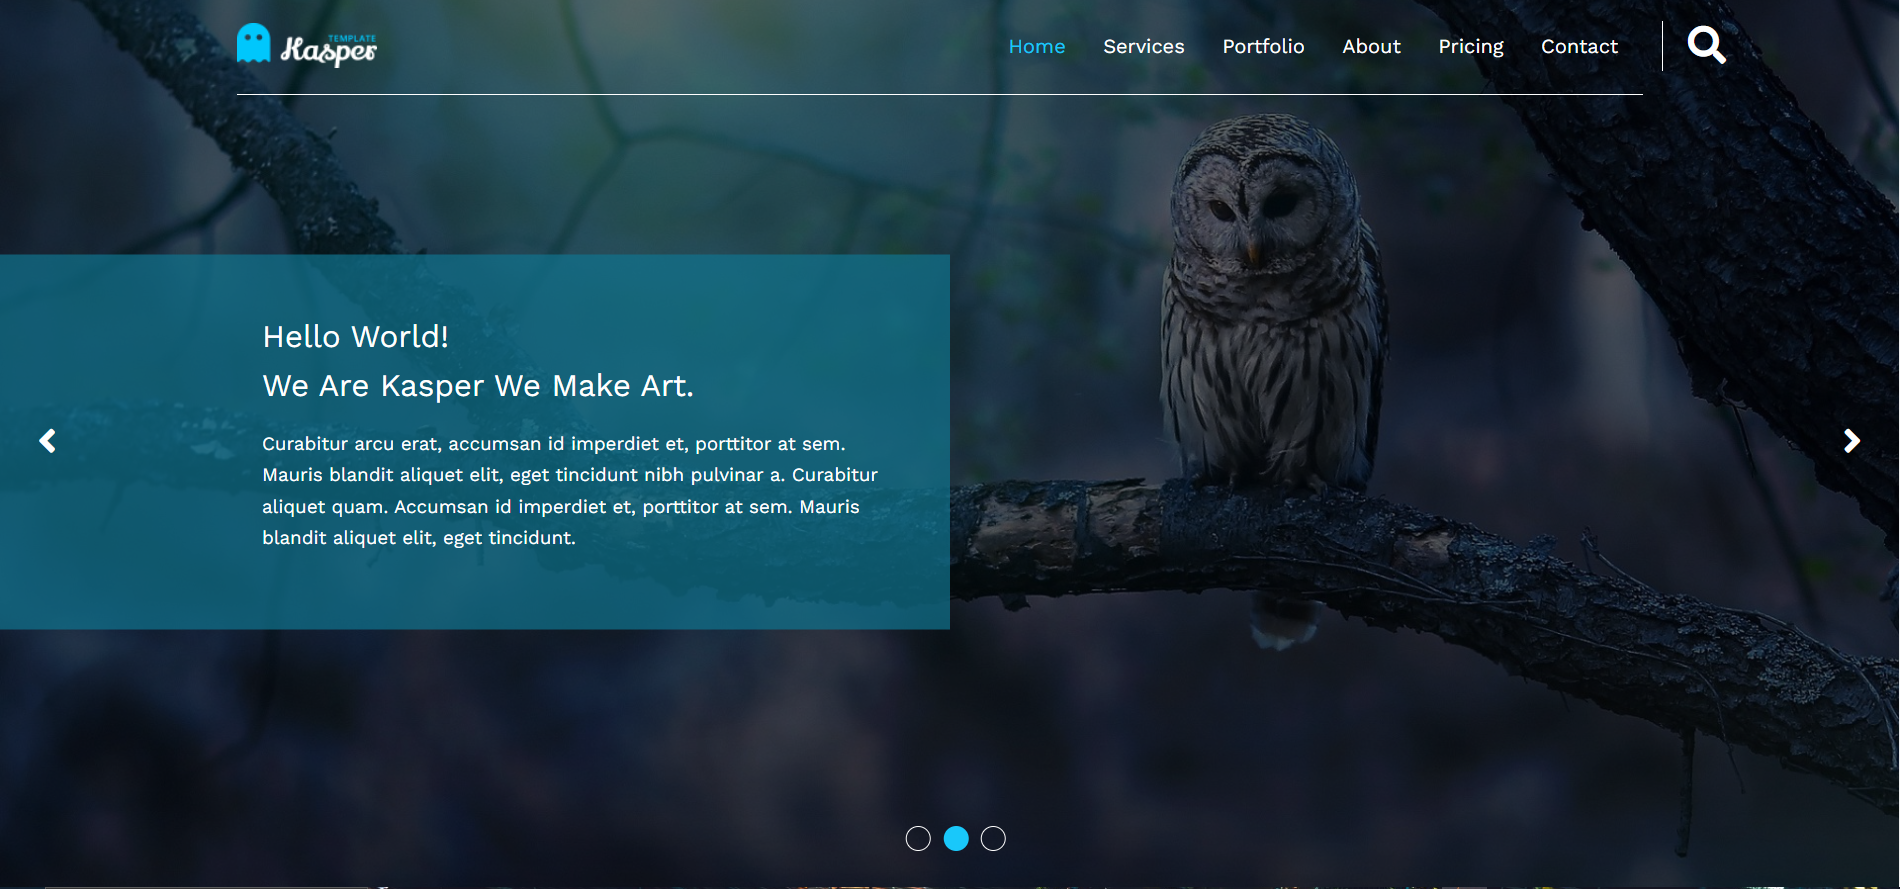 TEMPLATE
Kasper
Home Services Portfolio About Pricing Contact
Hello World!
We Are Kasper We Make Art.
Curabitur arcu erat, accumsan id imperdiet et, porttitor at sem.
Mauris blandit aliquet elit, eget tincidunt nibh pulvinar a. Curabitur
aliquet quam. Accumsan id imperdiet et, porttitor at sem. Mauris
blandit aliquet elit, eget tincidunt.